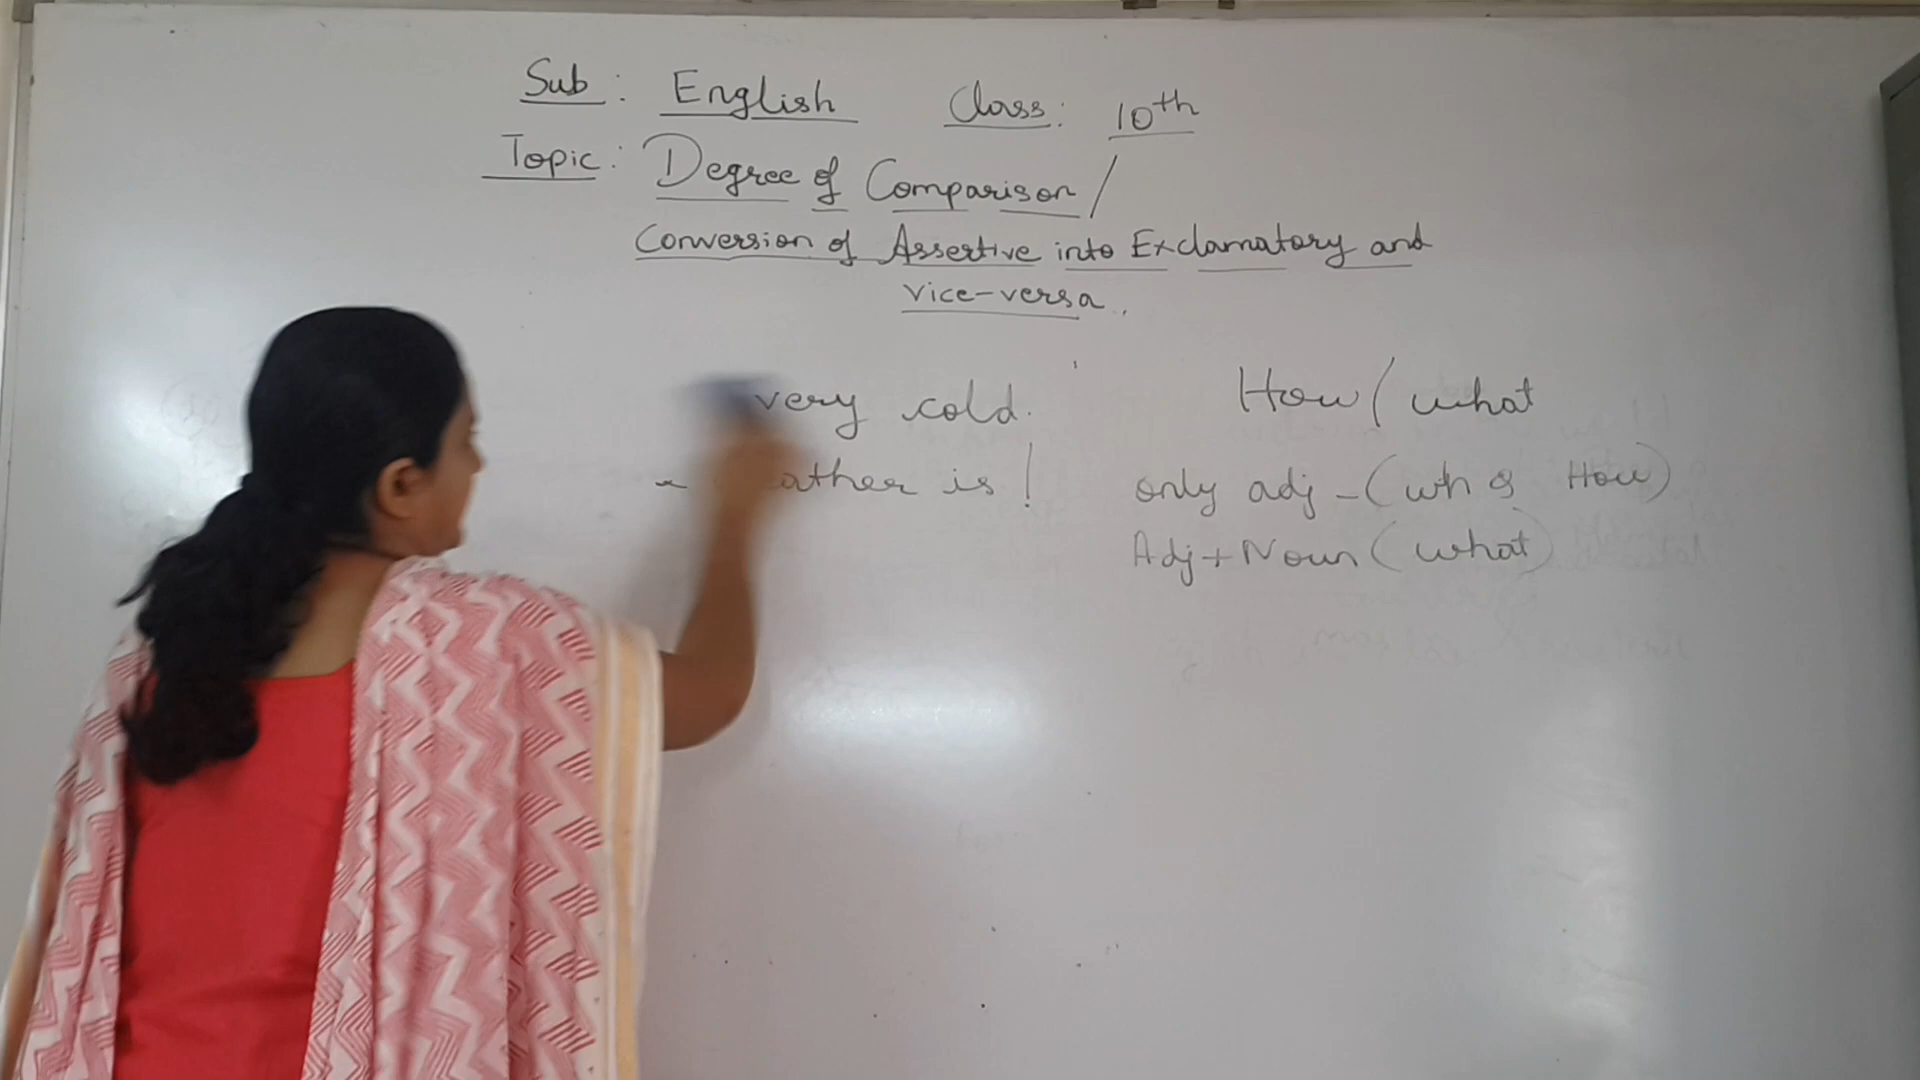 Sub: English Class: 10th
Topic: Degree of Comparison/
Conversion of Assertive into Exclamatory and
vice-versa.
very cold. How/what
ather is! only adj - (wh & How)
Adj+Noun (what)